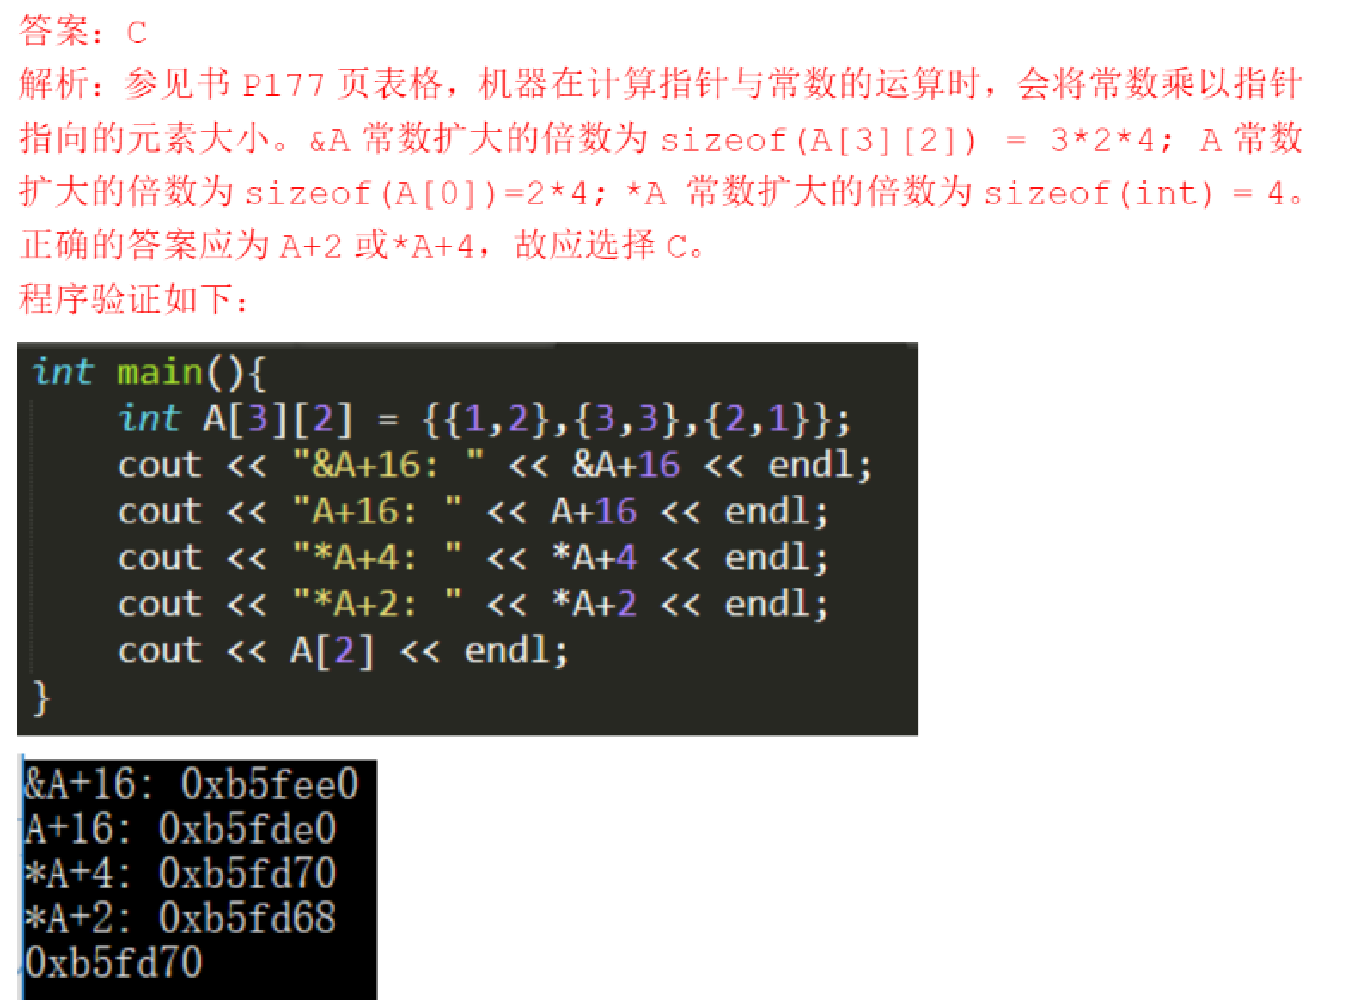 答案：C
解析：参见书 P177 页表格，机器在计算指针与常数的运算时，会将常数乘以指针
指向的元素大小。&A 常数扩大的倍数为 sizeof(A[3][2]) = 3*2*4; A 常数
扩大的倍数为 sizeof(A[0])=2*4; *A 常数扩大的倍数为 sizeof(int) = 4。
正确的答案应为 A+2 或*A+4，故应选择 C。
程序验证如下：
int main(){
    int A[3][2] = {{1,2},{3,3},{2,1}};
    cout << "&A+16: " << &A+16 << endl;
    cout << "A+16: " << A+16 << endl;
    cout << "*A+4: " << *A+4 << endl;
    cout << "*A+2: " << *A+2 << endl;
    cout << A[2] << endl;
}
&A+16: 0xb5fee0
A+16: 0xb5fde0
*A+4: 0xb5fd70
*A+2: 0xb5fd68
0xb5fd70